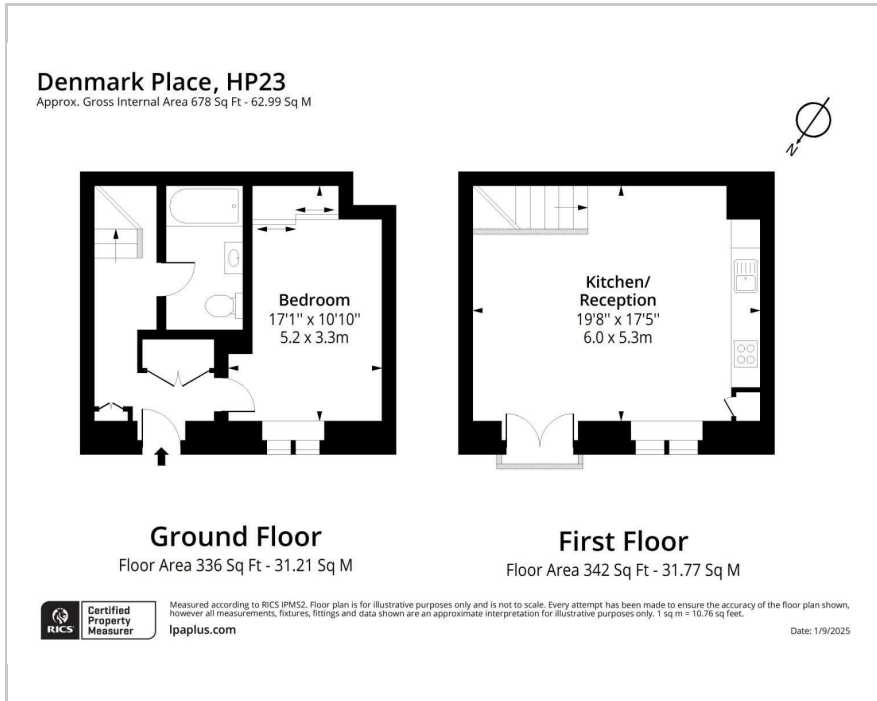 Denmark Place, HP23
Approx. Gross Internal Area 678 Sq Ft - 62.99 Sq M
N
Bedroom
17'1'' x 10'10''
5.2 x 3.3m
Kitchen/
Reception
19'8'' x 17'5''
6.0 x 5.3m
Ground Floor
Floor Area 336 Sq Ft - 31.21 Sq M
First Floor
Floor Area 342 Sq Ft - 31.77 Sq M
RICS
Certified
Property
Measurer
Measured according to RICS IPMS2. Floor plan is for illustrative purposes only and is not to scale. Every attempt has been made to ensure the accuracy of the floor plan shown,
however all measurements, fixtures, fittings and data shown are an approximate interpretation for illustrative purposes only. 1 sq m = 10.76 sq feet.
lpaplus.com
Date: 1/9/2025